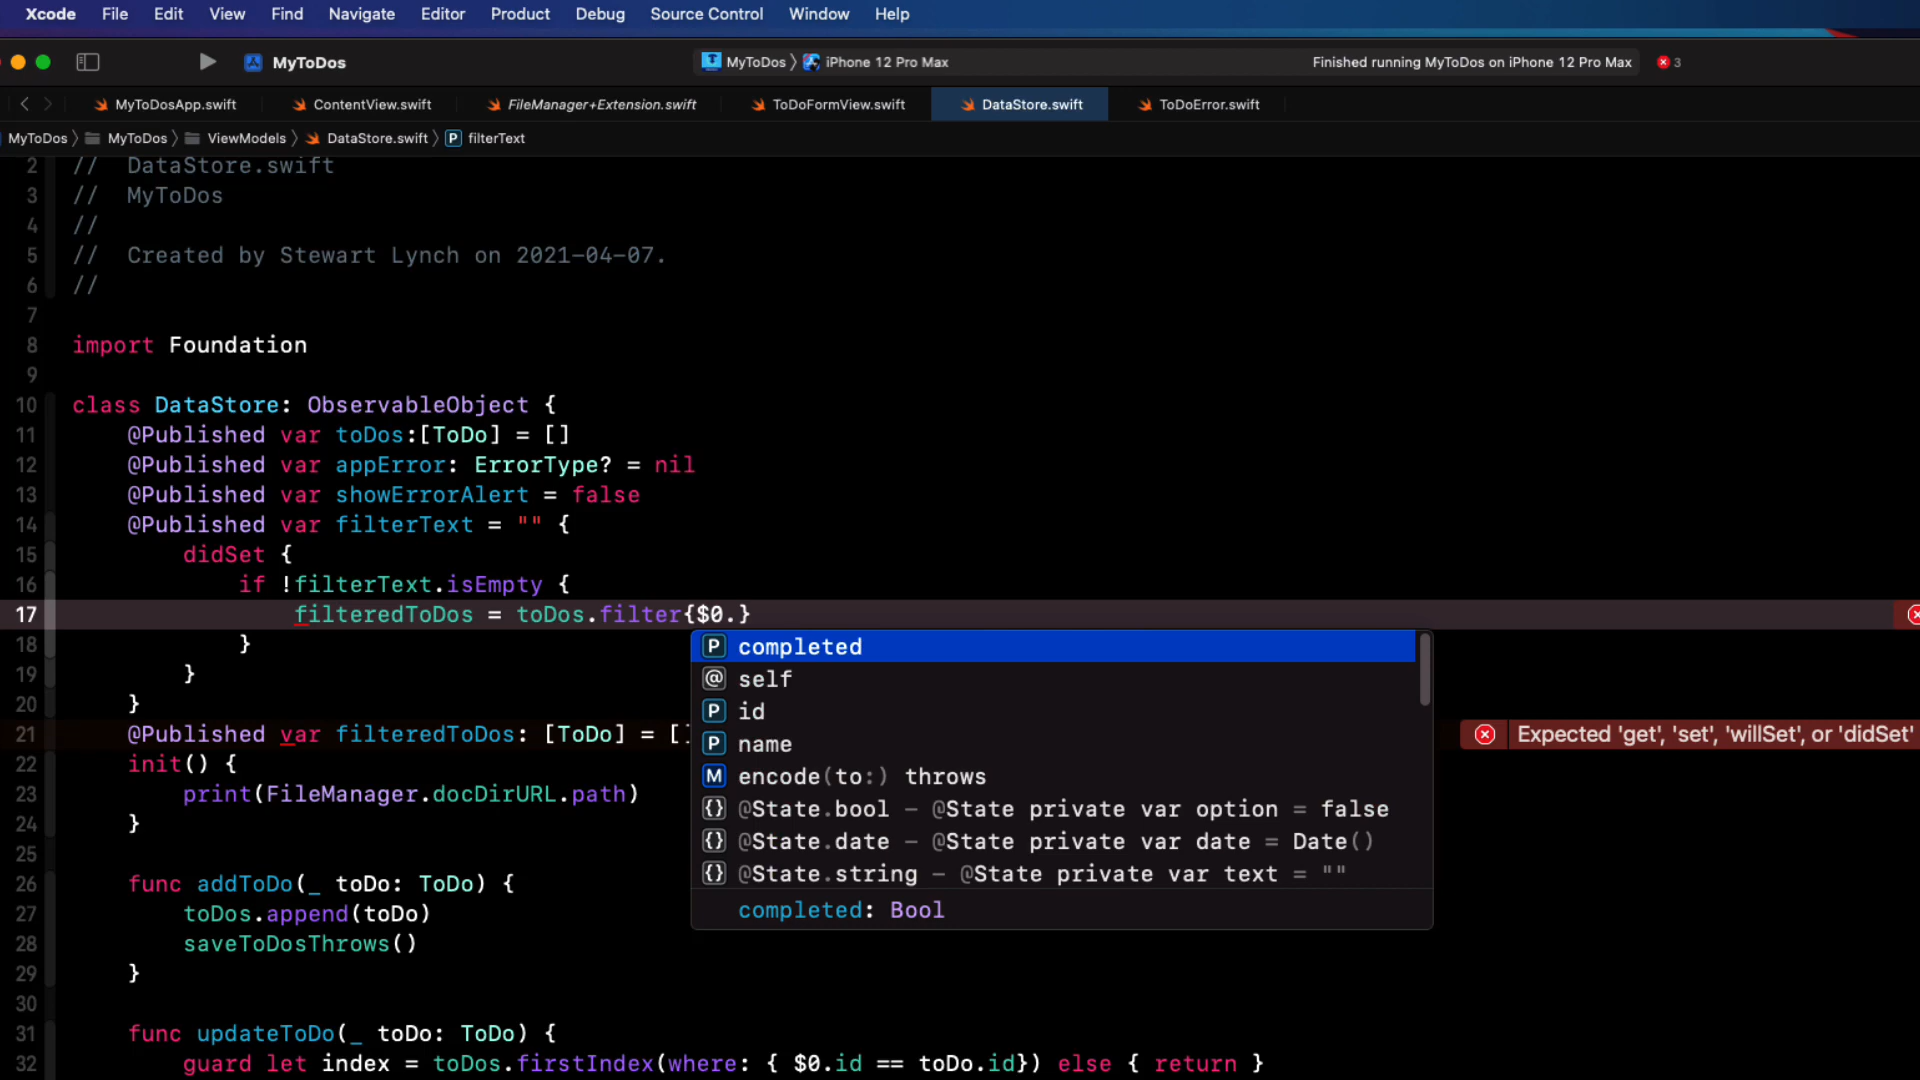 Xcode File Edit View Find Navigate Editor Product Debug Source Control Window Help
MyToDos MyToDos iPhone 12 Pro Max Finished running MyToDos on iPhone 12 Pro Max 3
MyToDosApp.swift ContentView.swift FileManager+Extension.swift ToDoFormView.swift DataStore.swift ToDoError.swift
MyToDos MyToDos ViewModels DataStore.swift P filterText
2 // DataStore.swift
3 // MyToDos
4 //
5 // Created by Stewart Lynch on 2021-04-07.
6 //
7
8 import Foundation
9
10 class DataStore: ObservableObject {
11 @Published var toDos:[ToDo] = []
12 @Published var appError: ErrorType? = nil
13 @Published var showErrorAlert = false
14 @Published var filterText = "" {
15 didSet {
16 if !filterText.isEmpty {
17 filteredToDos = toDos.filter{$0.}
18 }
19 }
20 }
21 @Published var filteredToDos: [ToDo] = [] Expected 'get', 'set', 'willSet', or 'didSet'
22 init() {
23 print(FileManager.docDirURL.path)
24 }
25
26 func addToDo(_ toDo: ToDo) {
27 toDos.append(toDo)
28 saveToDosThrows()
29 }
30
31 func updateToDo(_ toDo: ToDo) {
32 guard let index = toDos.firstIndex(where: { $0.id == toDo.id}) else { return }
P completed
@ self
P id
P name
M encode(to:) throws
{} @State.bool – @State private var option = false
{} @State.date – @State private var date = Date()
{} @State.string – @State private var text = ""
completed: Bool